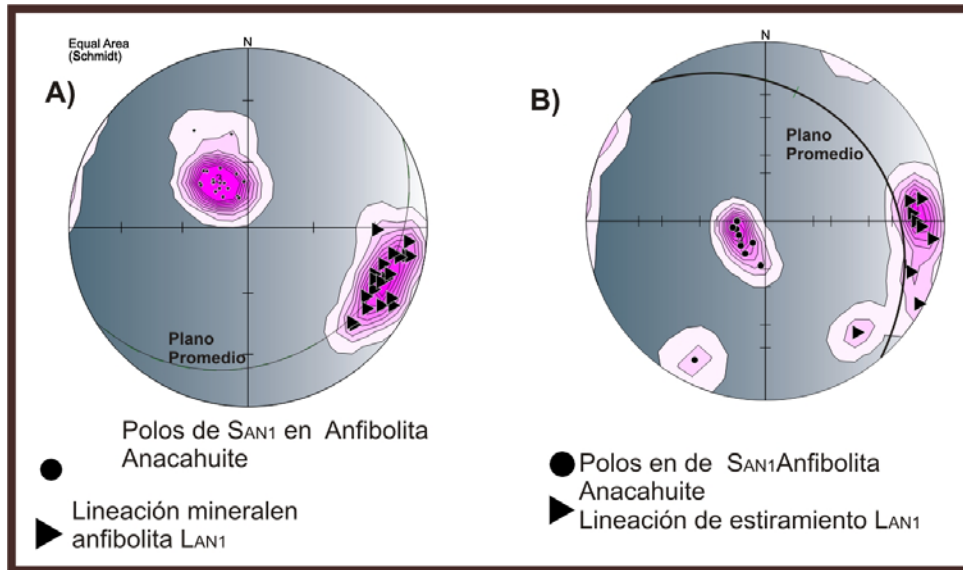 Equal Area
(Schmidt)
N
A)
Plano
Promedio
Polos de SAN1 en Anfibolita
Anacahuite
Lineación mineralen
anfibolita LAN1
N
B)
Plano
Promedio
Polos en de SAN1Anfibolita
Anacahuite
Lineación de estiramiento LAN1